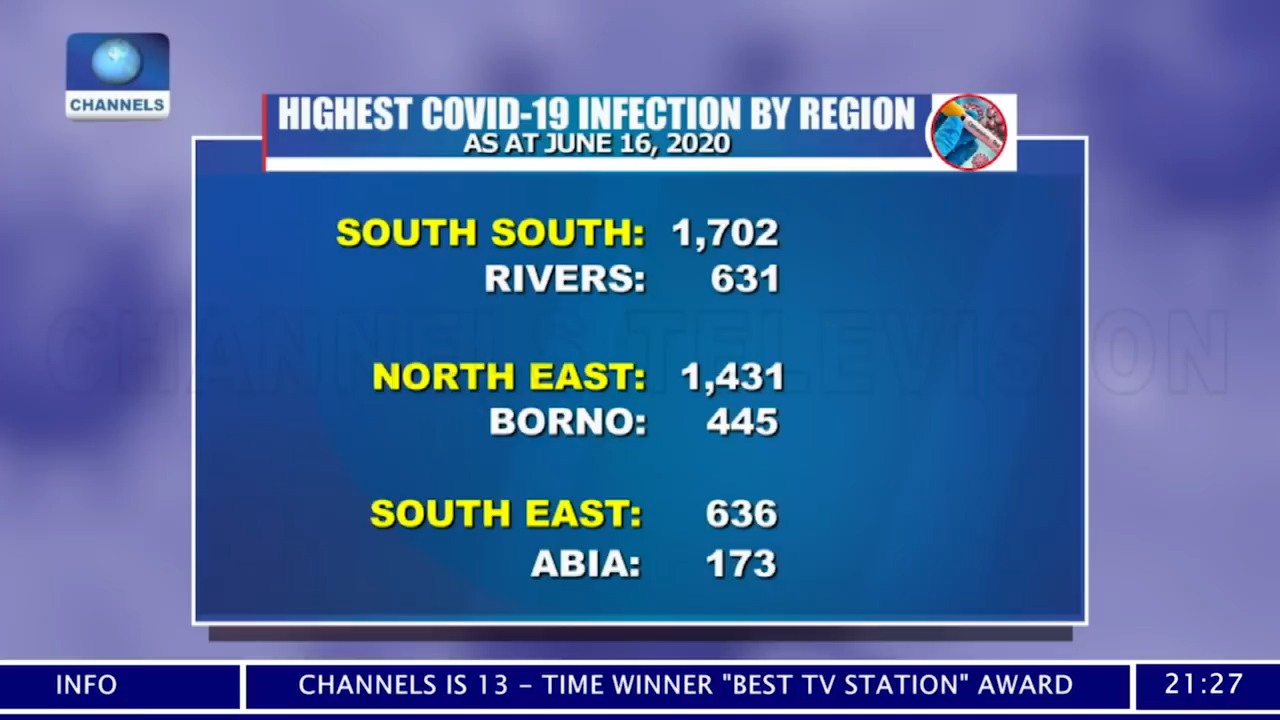 CHANNELS
HIGHEST COVID-19 INFECTION BY REGION
AS AT JUNE 16, 2020
SOUTH SOUTH: 1,702
RIVERS: 631
CHANNELS TELEVISION
NORTH EAST: 1,431
BORNO: 445
SOUTH EAST: 636
ABIA: 173
INFO
CHANNELS IS 13 – TIME WINNER "BEST TV STATION" AWARD
21:27